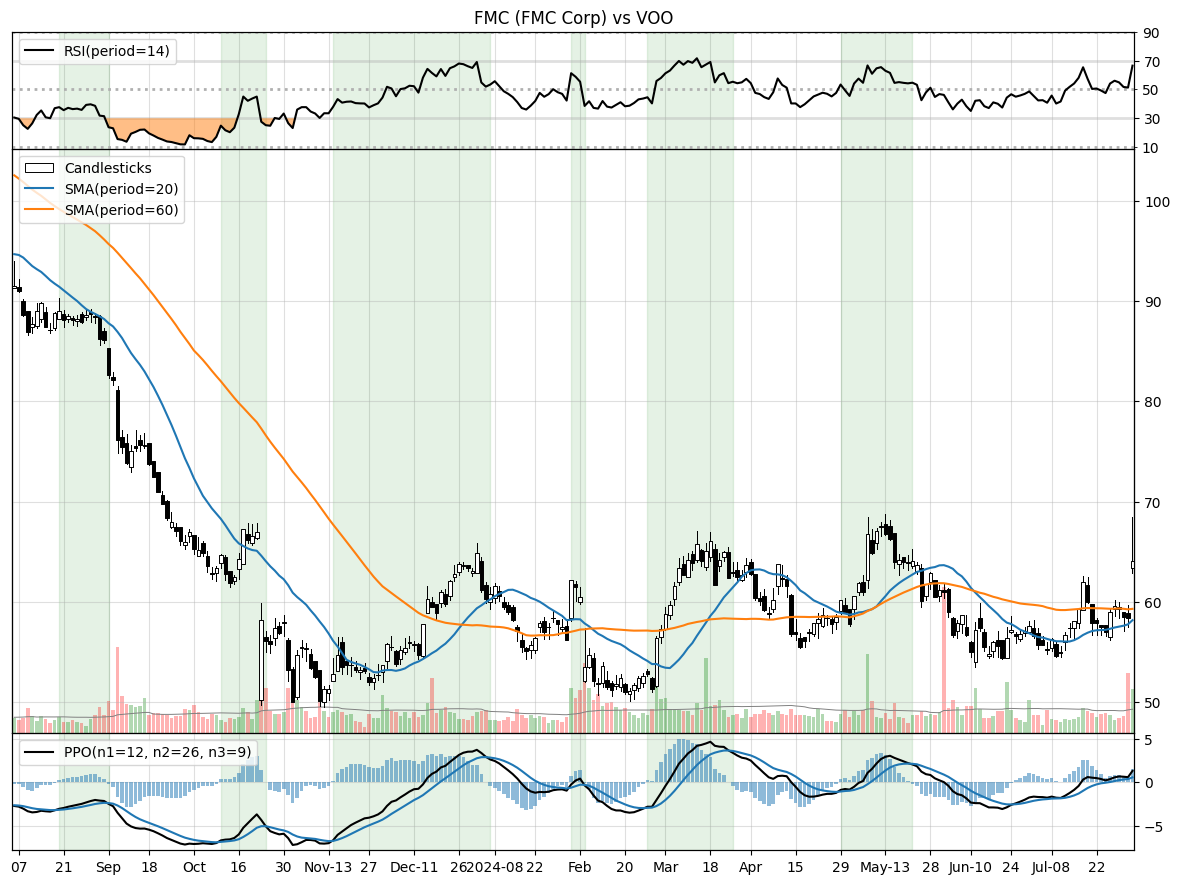 FMC (FMC Corp) vs VOO
RSI(period=14)
90
70
50
30
10
Candlesticks
SMA(period=20)
SMA(period=60)
100
90
80
70
60
50
PPO(n1=12, n2=26, n3=9)
5
0
−5
07 21 Sep 18 Oct 16 30 Nov-13 27 Dec-11 26 2024-08 22 Feb 20 Mar 18 Apr 15 29 May-13 28 Jun-10 24 Jul-08 22